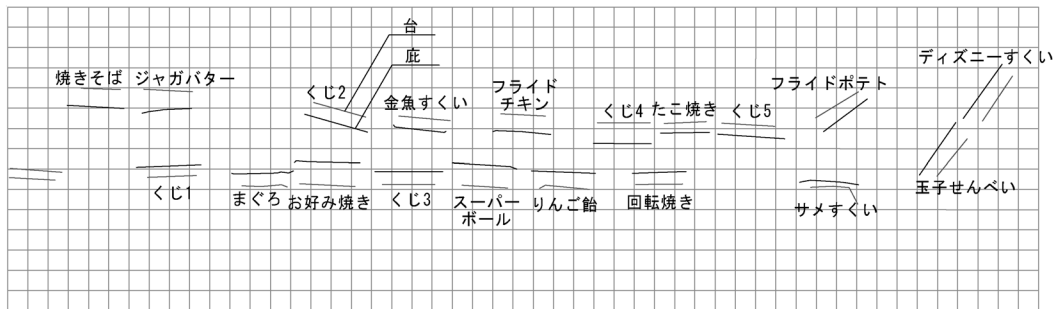 台
庇
ディズニーすくい
焼きそば
ジャガバター
くじ2
金魚すくい
フライド
チキン
くじ4
たこ焼き
くじ5
フライドポテト
くじ1
まぐろ
お好み焼き
くじ3
スーパー
ボール
りんご飴
回転焼き
サメすくい
玉子せんべい